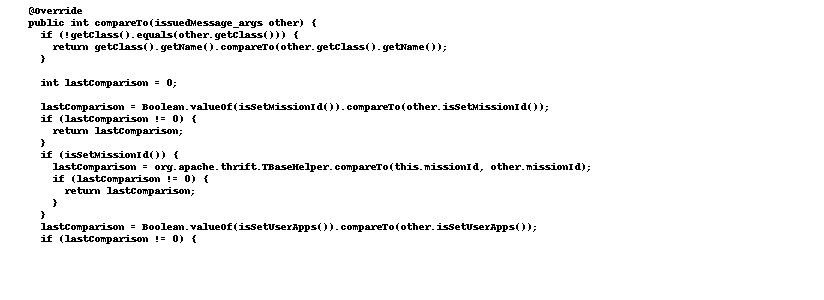 @Override
public int compareTo(issuedMessage_args other) {
if (!getClass().equals(other.getClass())) {
return getClass().getName().compareTo(other.getClass().getName());
}
int lastComparison = 0;
lastComparison = Boolean.valueOf(isSetMissionId()).compareTo(other.isSetMissionId());
if (lastComparison != 0) {
return lastComparison;
}
if (isSetMissionId()) {
lastComparison = org.apache.thrift.TBaseHelper.compareTo(this.missionId, other.missionId);
if (lastComparison != 0) {
return lastComparison;
}
}
lastComparison = Boolean.valueOf(isSetUserApps()).compareTo(other.isSetUserApps());
if (lastComparison != 0) {